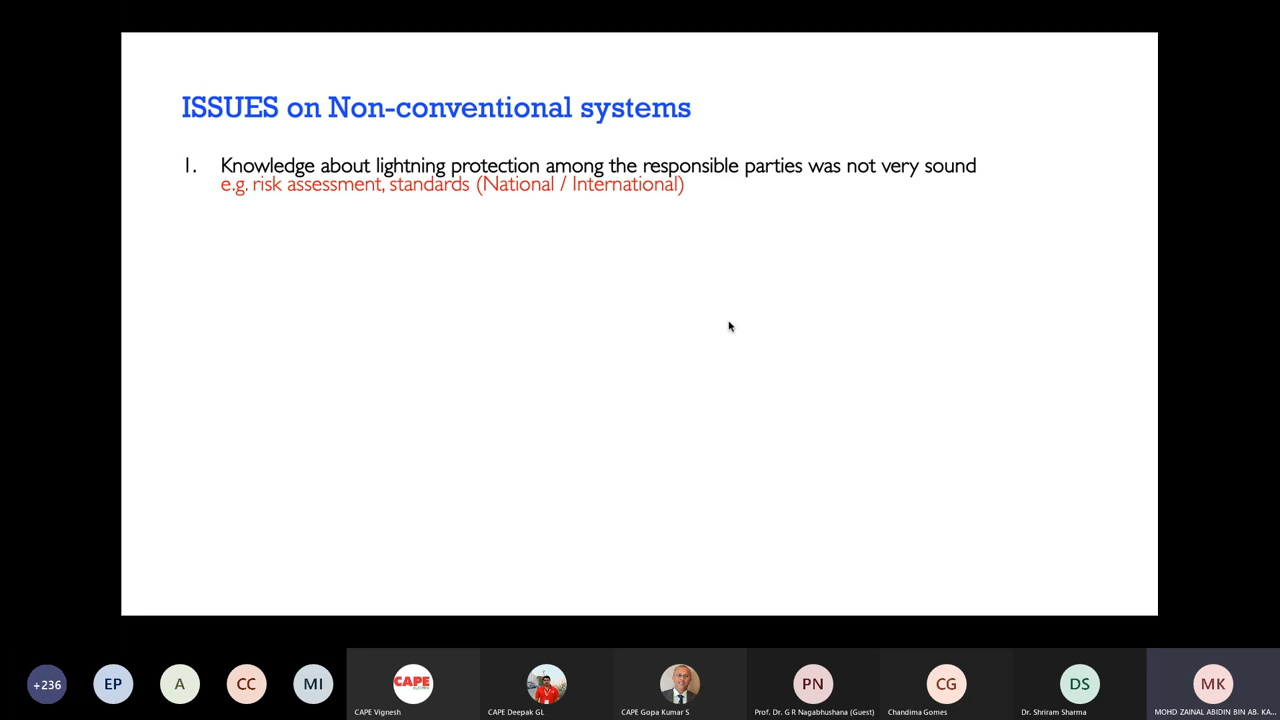 ISSUES on Non-conventional systems
1. Knowledge about lightning protection among the responsible parties was not very sound
e.g. risk assessment, standards (National / International)
+236
EP
A
CC
MI
CAPE
PN
CG
DS
MK
CAPE Vignesh
CAPE Deepak GL
CAPE Gopa Kumar S
Prof. Dr. G R Nagabhushana (Guest)
Chandima Gomes
Dr. Shriram Sharma
MOHD ZAINAL ABIDIN BIN AB. KA...